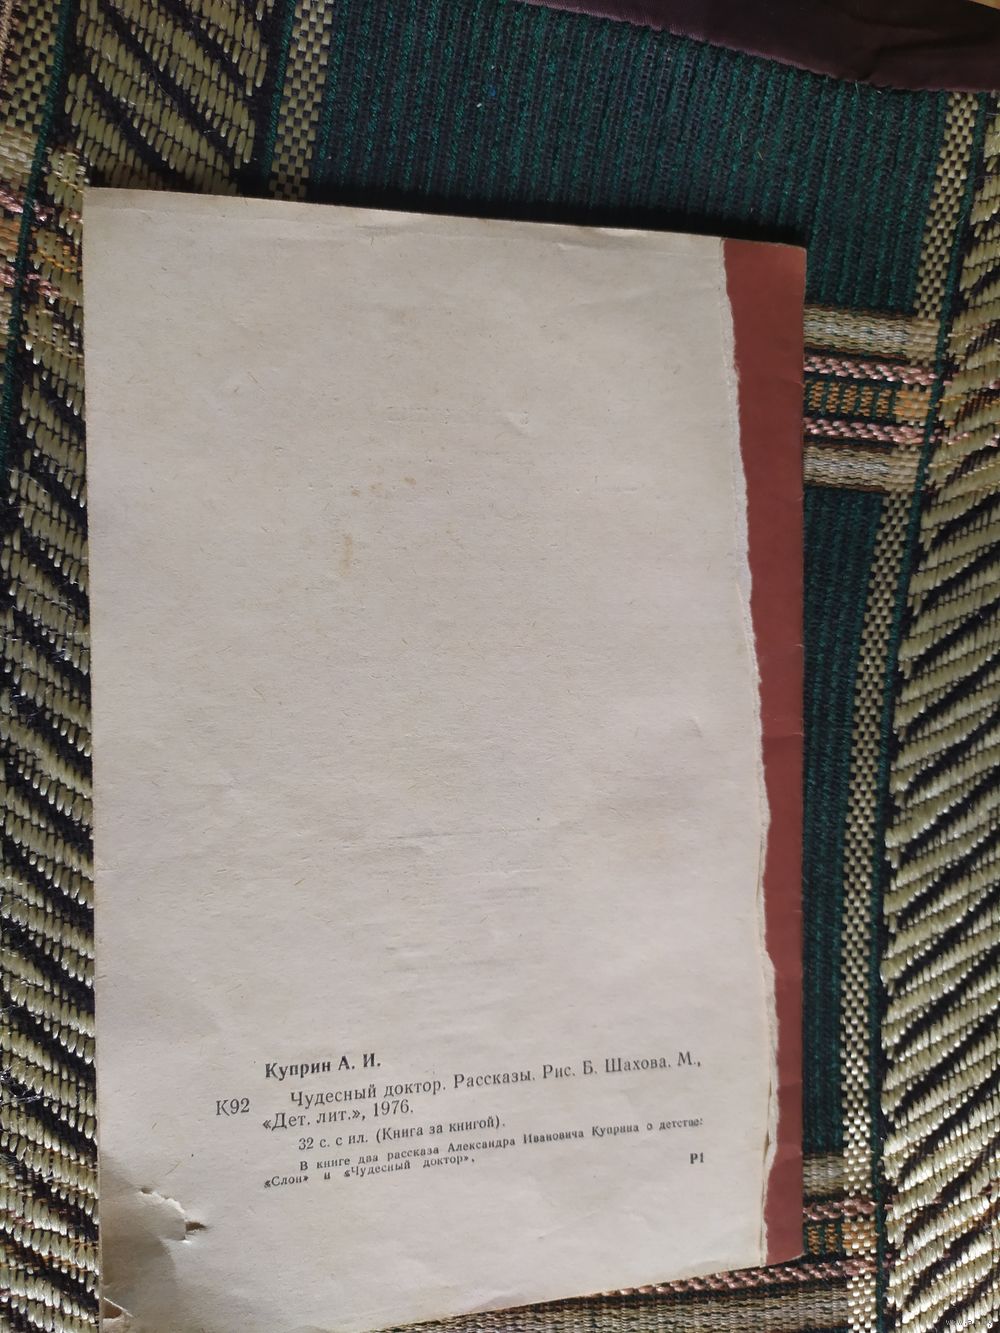 Куприн А. И.
К92 Чудесный доктор. Рассказы. Рис. Б. Шахова. М.,
«Дет. лит.», 1976.
32 с. с ил. (Книга за книгой).
В книге два рассказа Александра Ивановича Куприна о детстве:
«Слон» и «Чудесный доктор».
Р1